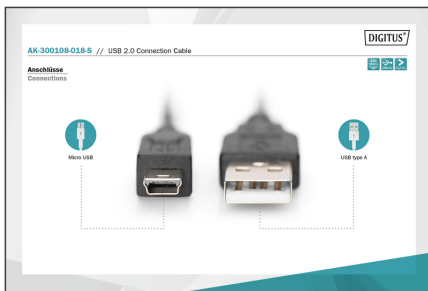 DIGITUS®
AK-300108-018-S // USB 2.0 Connection Cable
Anschlüsse
Connections
Micro USB
USB type A